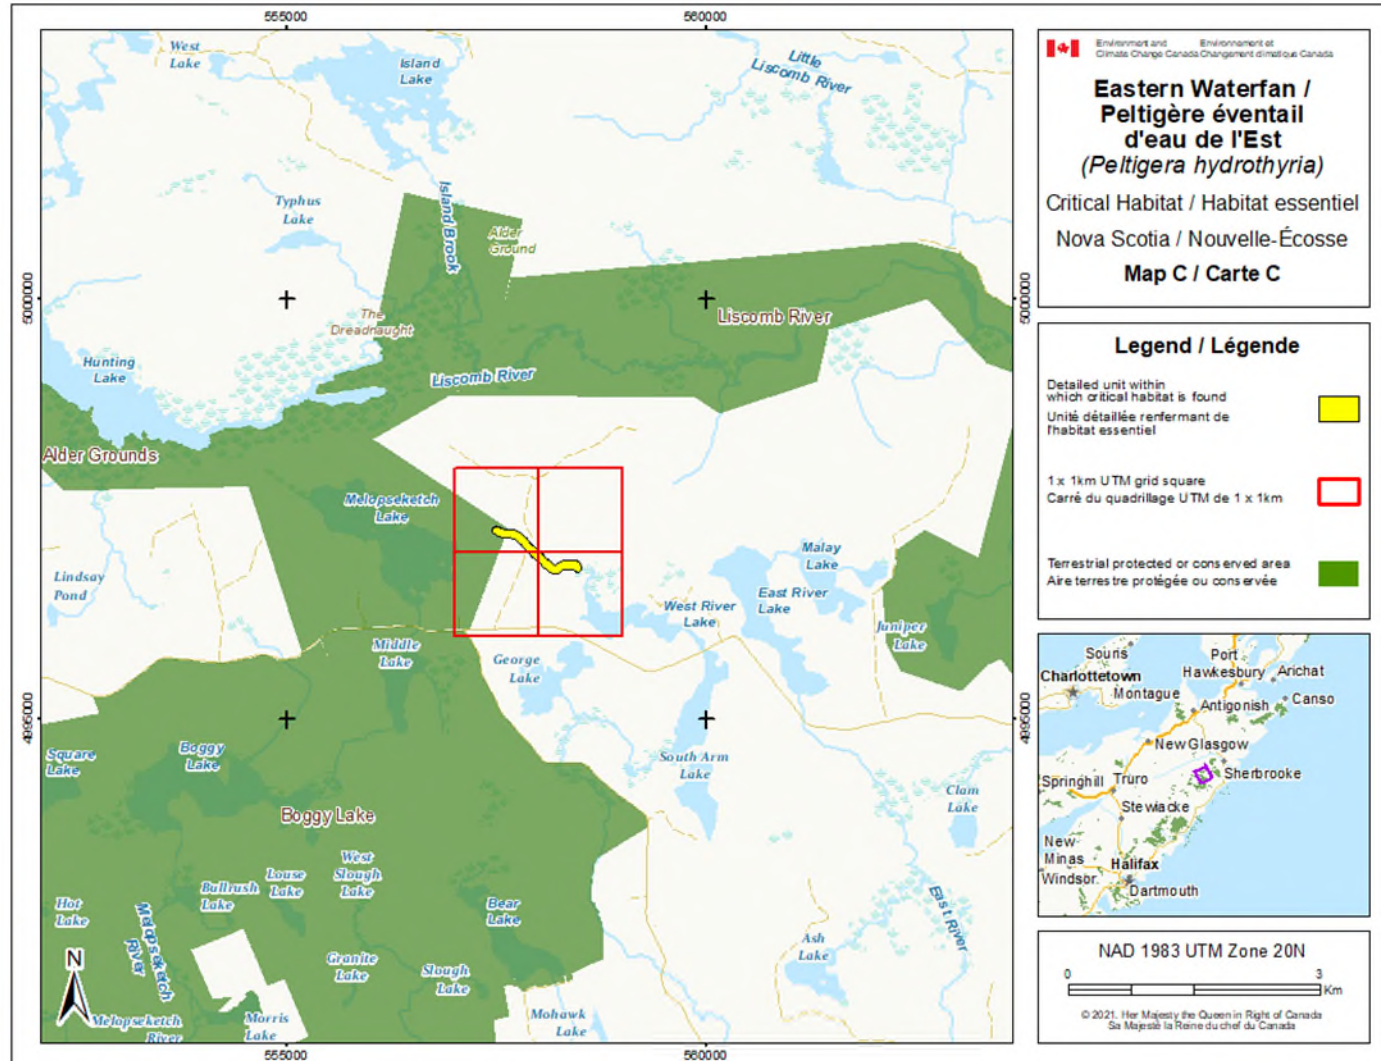 555000
560000
West
Lake
Island
Lake
Little
Liscomb River
Typhus
Lake
Island Brook
Alder
Ground
5000000
5000000
The
Dreadnaught
Liscomb River
Hunting
Lake
Liscomb River
Alder Grounds
Melopseketch
Lake
Lindsay
Pond
Malay
Lake
East River
Lake
West River
Lake
Juniper
Lake
Middle
Lake
George
Lake
4995000
4995000
Square
Lake
Boggy
Lake
South Arm
Lake
Clam
Lake
Boggy Lake
West
Slough
Lake
Louse
Lake
Bullrush
Lake
Hot
Lake
Melopseketch
River
Bear
Lake
East River
Ash
Lake
Granite
Lake
Slough
Lake
N
Melopseketch
River
Morris
Lake
Mohawk
Lake
555000
560000
Environment and
Climate Change Canada
Environnement et
Changement climatique Canada
Eastern Waterfan /
Peltigère éventail
d'eau de l'Est
(Peltigera hydrothyria)
Critical Habitat / Habitat essentiel
Nova Scotia / Nouvelle-Écosse
Map C / Carte C
Legend / Légende
Detailed unit within
which critical habitat is found
Unité détaillée renfermant de
l'habitat essentiel
1 x 1km UTM grid square
Carré du quadrillage UTM de 1 x 1km
Terrestrial protected or conserved area
Aire terrestre protégée ou conservée
Souris
Port
Hawkesbury
Arichat
Charlottetown
Montague
Canso
Antigonish
New Glasgow
Sherbrooke
Springhill
Truro
Stewiacke
New
Minas
Windsor.
Halifax
Dartmouth
NAD 1983 UTM Zone 20N
0
3
Km
© 2021. Her Majesty the Queen in Right of Canada
Sa Majesté la Reine du chef du Canada